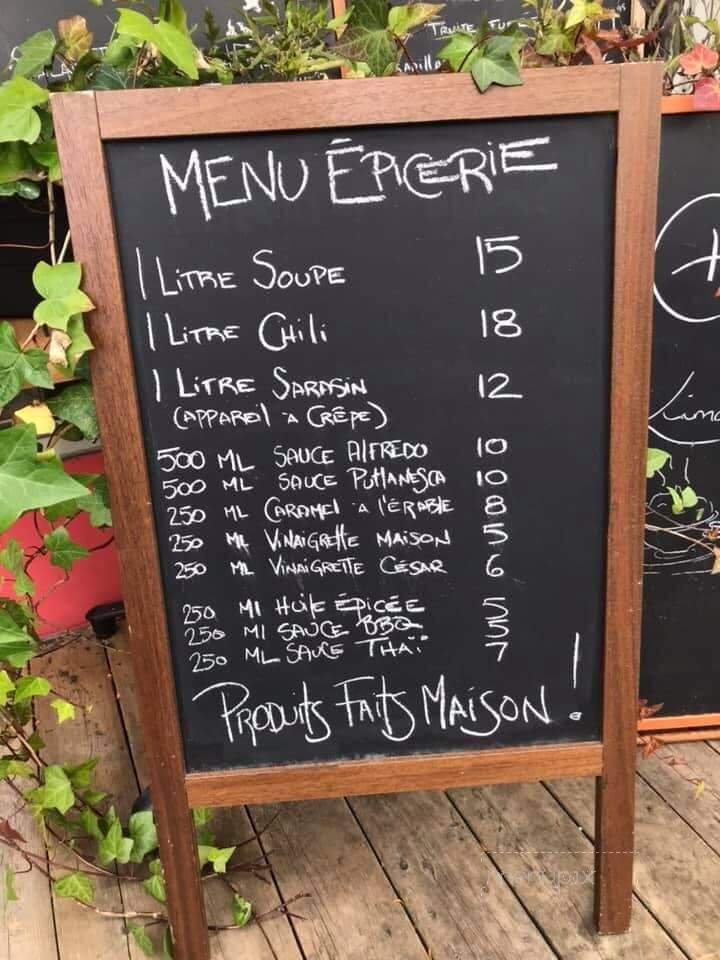 TRUITE
MENU ÉPICERIE
1 LITRE SOUPE 15
1 LITRE CHILI 18
1 LITRE SARASIN 12
(APPAREIL A CRÊPE)
500 ML SAUCE ALFREDO 10
500 ML SAUCE PUTTANESCA 10
250 ML CARAMEL A L'ÉRABLE 8
250 ML VINAIGRETTE MAISON 5
250 ML VINAIGRETTE CÉSAR 6
250 Ml HUILE ÉPICÉE 5
250 Ml SAUCE BBQ 5
250 ML SAUCE THAÏ 7
PRODUITS FAITS MAISON !